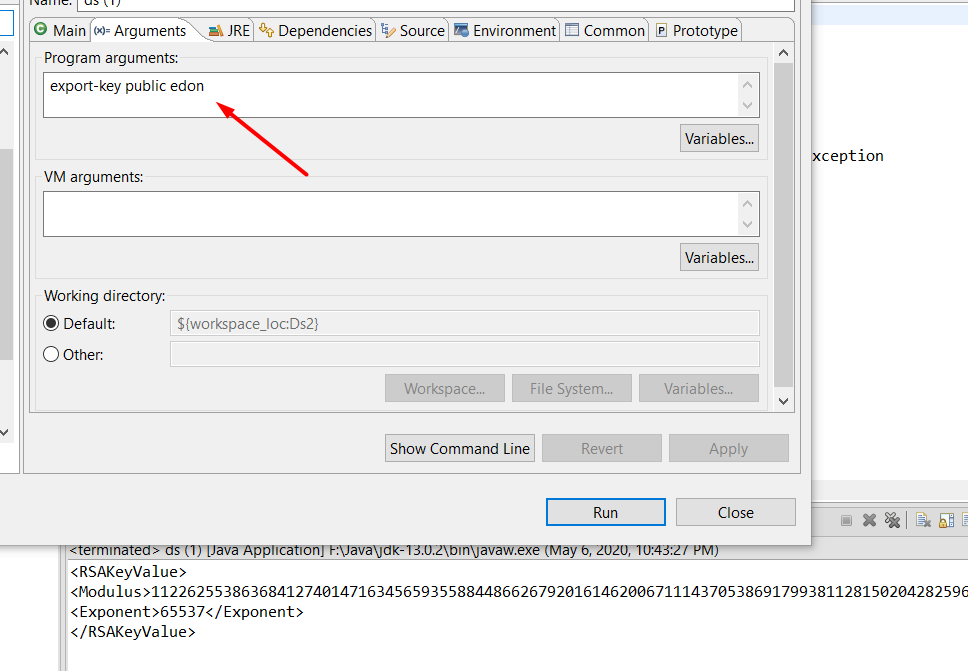 Name: ds (1)
Main (x)= Arguments JRE Dependencies Source Environment Common Prototype
Program arguments:
export-key public edon
Variables...
xception
VM arguments:
Variables...
Working directory:
Default: ${workspace_loc:Ds2}
Other:
Workspace... File System... Variables...
Show Command Line Revert Apply
Run Close
<terminated> ds (1) [Java Application] F:\Java\jdk-13.0.2\bin\javaw.exe (May 6, 2020, 10:43:27 PM)
<RSAKeyValue>
<Modulus>1122625538636841274014716345659355884486626792016146200671114370538691799381128150204282596
<Exponent>65537</Exponent>
</RSAKeyValue>